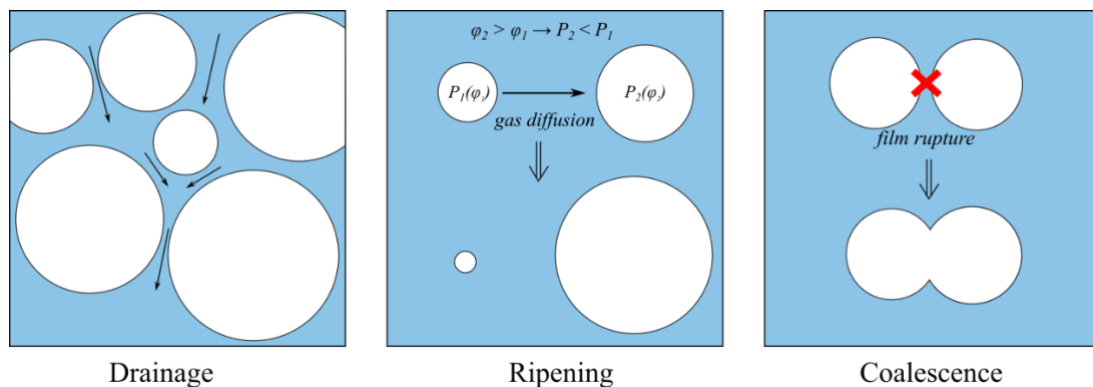 φ₂ > φ₁ → P₂ < P₁
P₁(φ₁)
P₂(φ₂)
gas diffusion
film rupture
Drainage
Ripening
Coalescence